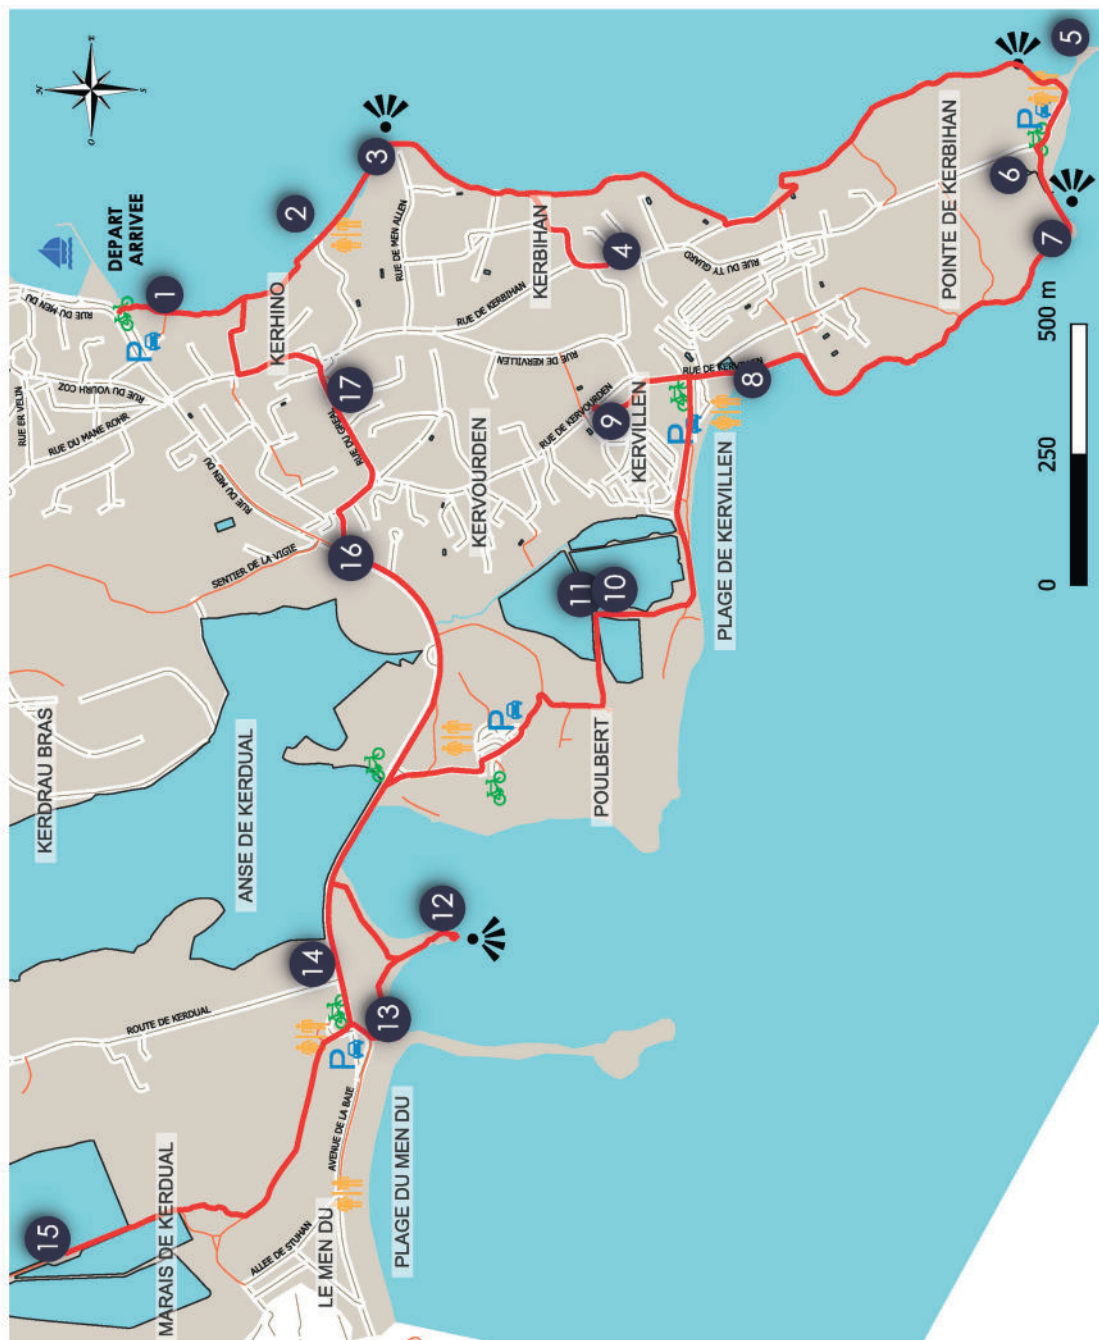 15
MARAIS DE KERDUAL
ALLEE DE STUHAN
LE MEN DU
AVENUE DE LA BAIE
PLAGE DU MEN DU
ROUTE DE KERDUAL
P
13
14
12
KERDRAU BRAS
ANSE DE KERDUAL
POULBERT
P
SENTIER DE LA VIGIE
RUE DU MEN DU
RUE ER VELIN
RUE DU MANE ROHR
RUE DU VOURH COZ
RUE DU MEN DU
P
DEPART
ARRIVEE
1
N
O
E
S
16
RUE DU GREAL
17
KERHINO
2
3
RUE DE MEN ALLEN
KERVOURDEN
RUE DE KERBIHAN
KERBIHAN
RUE DE KERVILLEN
RUE DE KERVOURDEN
4
11
10
9
KERVILLEN
P
RUE DE KERVILLEN
RUE DU TY GUARD
PLAGE DE KERVILLEN
8
POINTE DE KERBIHAN
6
P
5
7
0
250
500 m